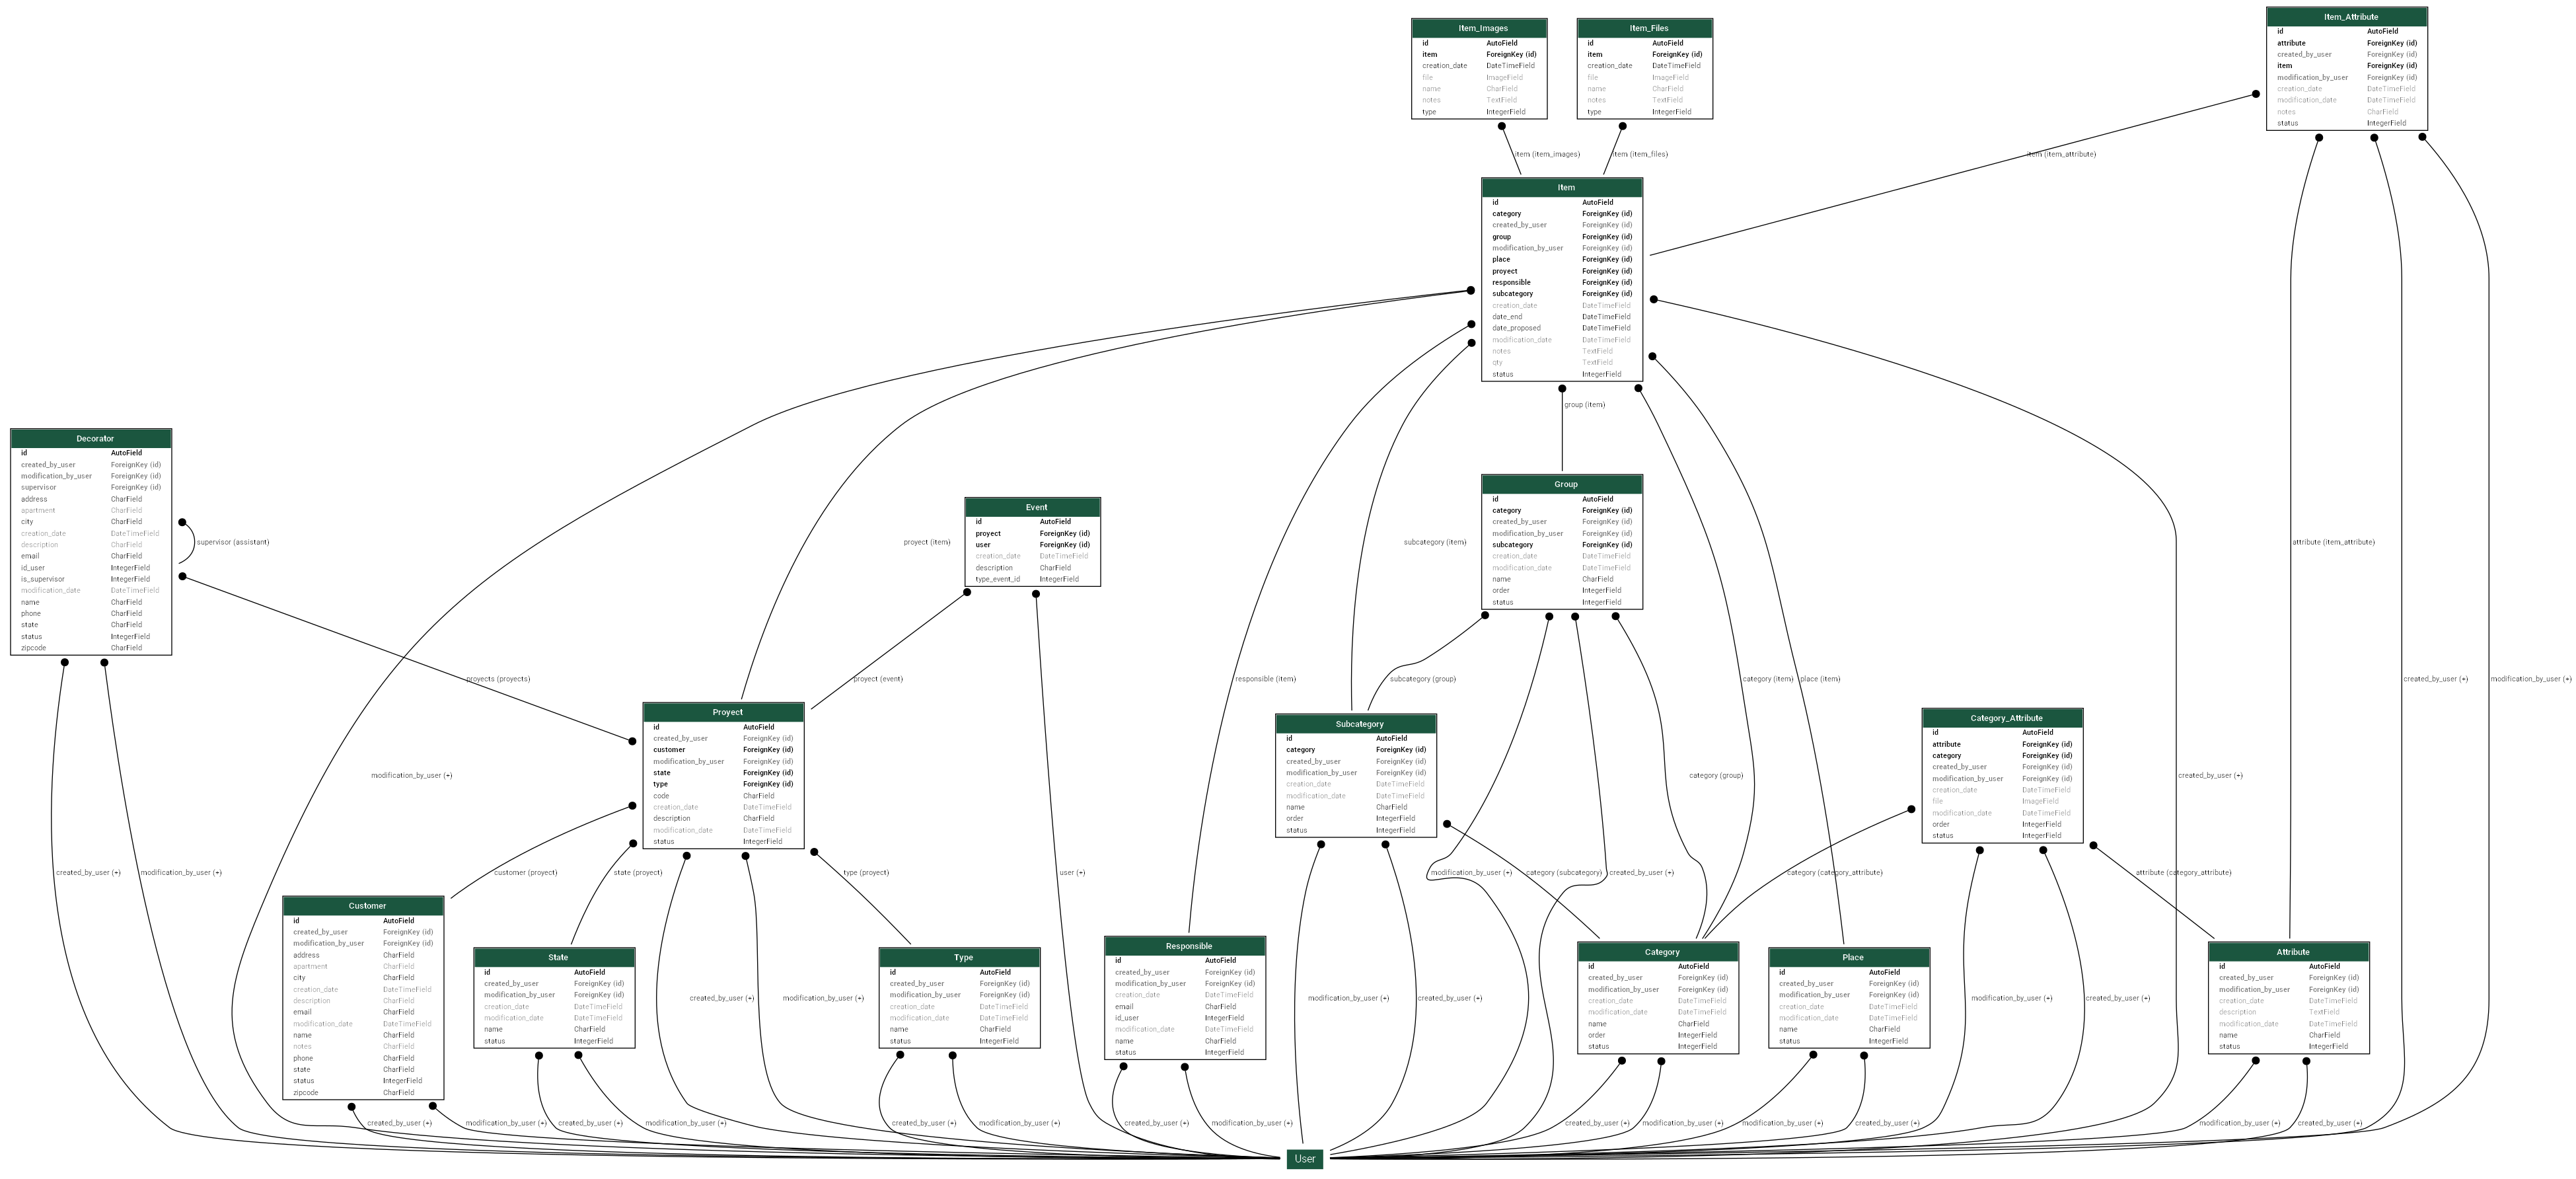 Item_Images
id AutoField
item ForeignKey (id)
creation_date DateTimeField
file ImageField
name CharField
notes TextField
type IntegerField
Item_Files
id AutoField
item ForeignKey (id)
creation_date DateTimeField
file ImageField
name CharField
notes TextField
type IntegerField
Item_Attribute
id AutoField
attribute ForeignKey (id)
created_by_user ForeignKey (id)
item ForeignKey (id)
modification_by_user ForeignKey (id)
creation_date DateTimeField
modification_date DateTimeField
notes CharField
status IntegerField
item (item_images)
item (item_files)
item (item_attribute)
Item
id AutoField
category ForeignKey (id)
created_by_user ForeignKey (id)
group ForeignKey (id)
modification_by_user ForeignKey (id)
place ForeignKey (id)
proyect ForeignKey (id)
responsible ForeignKey (id)
subcategory ForeignKey (id)
creation_date DateTimeField
date_end DateTimeField
date_proposed DateTimeField
modification_date DateTimeField
notes TextField
qty TextField
status IntegerField
group (item)
Decorator
id AutoField
created_by_user ForeignKey (id)
modification_by_user ForeignKey (id)
supervisor ForeignKey (id)
address CharField
apartment CharField
city CharField
creation_date DateTimeField
description CharField
email CharField
id_user IntegerField
is_supervisor IntegerField
modification_date DateTimeField
name CharField
phone CharField
state CharField
status IntegerField
zipcode CharField
supervisor (assistant)
proyect (item)
Event
id AutoField
proyect ForeignKey (id)
user ForeignKey (id)
creation_date DateTimeField
description CharField
type_event_id IntegerField
subcategory (item)
Group
id AutoField
category ForeignKey (id)
created_by_user ForeignKey (id)
modification_by_user ForeignKey (id)
subcategory ForeignKey (id)
creation_date DateTimeField
modification_date DateTimeField
name CharField
order IntegerField
status IntegerField
attribute (item_attribute)
proyects (proyects)
proyect (event)
responsible (item)
subcategory (group)
category (item)
place (item)
created_by_user (+)
modification_by_user (+)
modification_by_user (+)
Proyect
id AutoField
created_by_user ForeignKey (id)
customer ForeignKey (id)
modification_by_user ForeignKey (id)
state ForeignKey (id)
type ForeignKey (id)
code CharField
creation_date DateTimeField
description CharField
modification_date DateTimeField
status IntegerField
Subcategory
id AutoField
category ForeignKey (id)
created_by_user ForeignKey (id)
modification_by_user ForeignKey (id)
creation_date DateTimeField
modification_date DateTimeField
name CharField
order IntegerField
status IntegerField
category (group)
Category_Attribute
id AutoField
attribute ForeignKey (id)
category ForeignKey (id)
created_by_user ForeignKey (id)
modification_by_user ForeignKey (id)
creation_date DateTimeField
file ImageField
modification_date DateTimeField
order IntegerField
status IntegerField
created_by_user (+)
created_by_user (+)
modification_by_user (+)
customer (proyect)
state (proyect)
type (proyect)
user (+)
modification_by_user (+)
category (subcategory)
created_by_user (+)
category (category_attribute)
attribute (category_attribute)
Customer
id AutoField
created_by_user ForeignKey (id)
modification_by_user ForeignKey (id)
address CharField
apartment CharField
city CharField
creation_date DateTimeField
description CharField
email CharField
modification_date DateTimeField
name CharField
notes CharField
phone CharField
state CharField
status IntegerField
zipcode CharField
State
id AutoField
created_by_user ForeignKey (id)
modification_by_user ForeignKey (id)
creation_date DateTimeField
modification_date DateTimeField
name CharField
status IntegerField
created_by_user (+)
modification_by_user (+)
Type
id AutoField
created_by_user ForeignKey (id)
modification_by_user ForeignKey (id)
creation_date DateTimeField
modification_date DateTimeField
name CharField
status IntegerField
Responsible
id AutoField
created_by_user ForeignKey (id)
modification_by_user ForeignKey (id)
creation_date DateTimeField
email CharField
id_user IntegerField
modification_date DateTimeField
name CharField
status IntegerField
modification_by_user (+)
created_by_user (+)
Category
id AutoField
created_by_user ForeignKey (id)
modification_by_user ForeignKey (id)
creation_date DateTimeField
modification_date DateTimeField
name CharField
order IntegerField
status IntegerField
Place
id AutoField
created_by_user ForeignKey (id)
modification_by_user ForeignKey (id)
creation_date DateTimeField
modification_date DateTimeField
name CharField
status IntegerField
modification_by_user (+)
created_by_user (+)
Attribute
id AutoField
created_by_user ForeignKey (id)
modification_by_user ForeignKey (id)
creation_date DateTimeField
description TextField
modification_date DateTimeField
name CharField
status IntegerField
created_by_user (+)
modification_by_user (+)
created_by_user (+)
modification_by_user (+)
created_by_user (+)
modification_by_user (+)
created_by_user (+)
modification_by_user (+)
created_by_user (+)
modification_by_user (+)
modification_by_user (+)
created_by_user (+)
modification_by_user (+)
created_by_user (+)
User